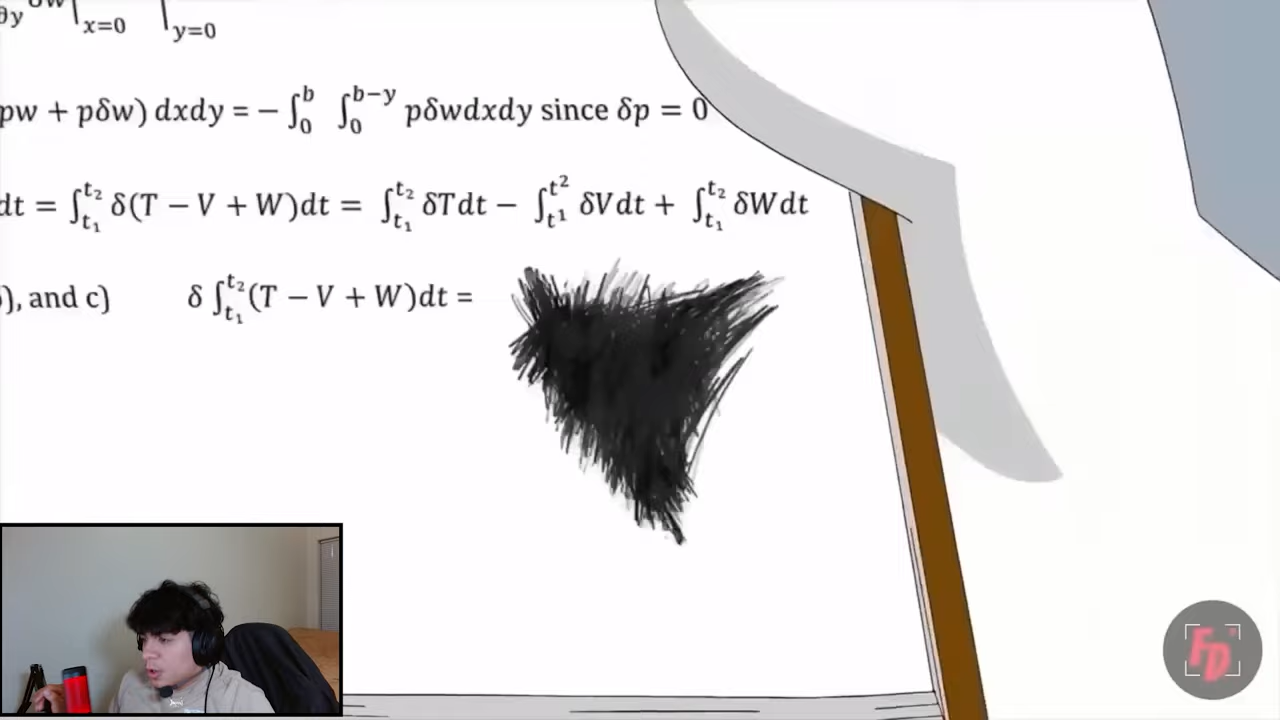 ∂y δw |x=0 |y=0
pw + pδw) dxdy = − ∫₀ᵇ ∫₀ᵇ⁻ʸ pδwdxdy since δp = 0
dt = ∫ₜ₁ᵗ² δ(T − V + W)dt = ∫ₜ₁ᵗ² δTdt − ∫ₜ¹ᵗ² δVdt + ∫ₜ₁ᵗ² δWdt
), and c) δ ∫ₜ₁ᵗ² (T − V + W)dt =
FD